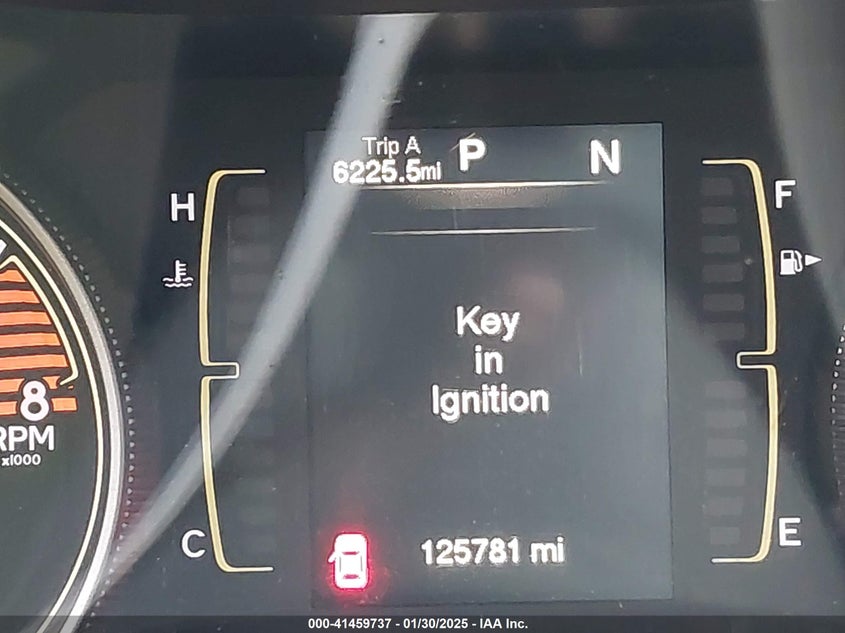 Trip A
6225.5mi
P
N
H
F
Key
in
Ignition
8
RPM
x1000
C
E
125781 mi
000-41459737 - 01/30/2025 - IAA Inc.